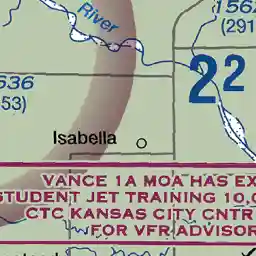 River
156
(291
22
636
53)
Isabella
VANCE 1A MOA HAS EX
STUDENT JET TRAINING 10,0
CTC KANSAS CITY CNTR
FOR VFR ADVISOR